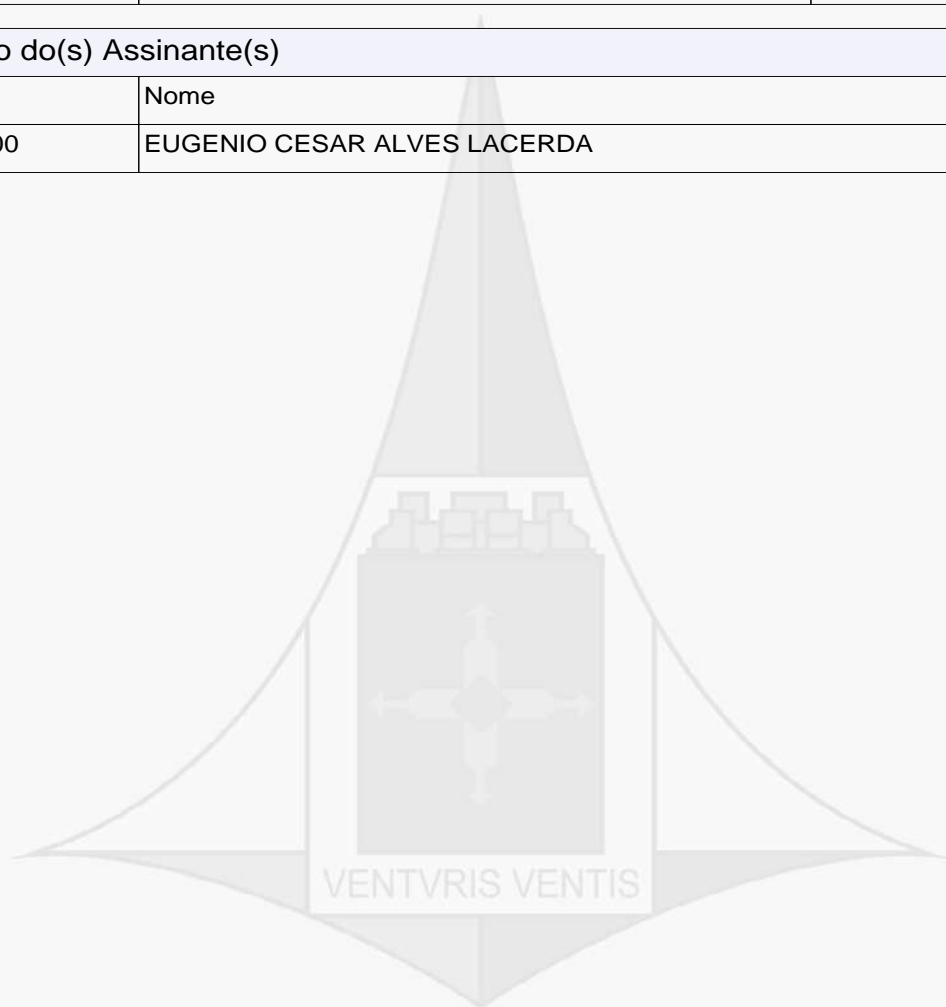 o do(s) Assinante(s)
Nome
00 EUGENIO CESAR ALVES LACERDA
VENTVRIS VENTIS